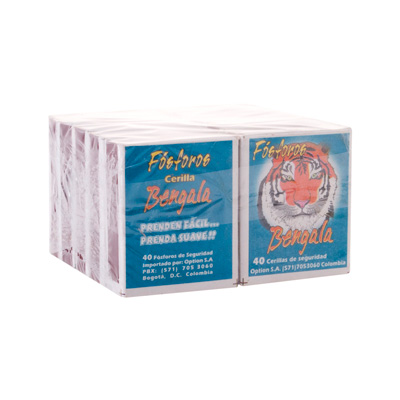 Fósforos
Cerilla
Bengala
PRENDEN FÁCIL...
PRENDA SUAVE!!
40 Fósforos de Seguridad
Importado por: Option S.A
PBX: (571) 705 3060
Bogotá, D.C. Colombia
Fósforos
Bengala
40 Cerillas de seguridad
Option S.A. (571)7053060 Colombia